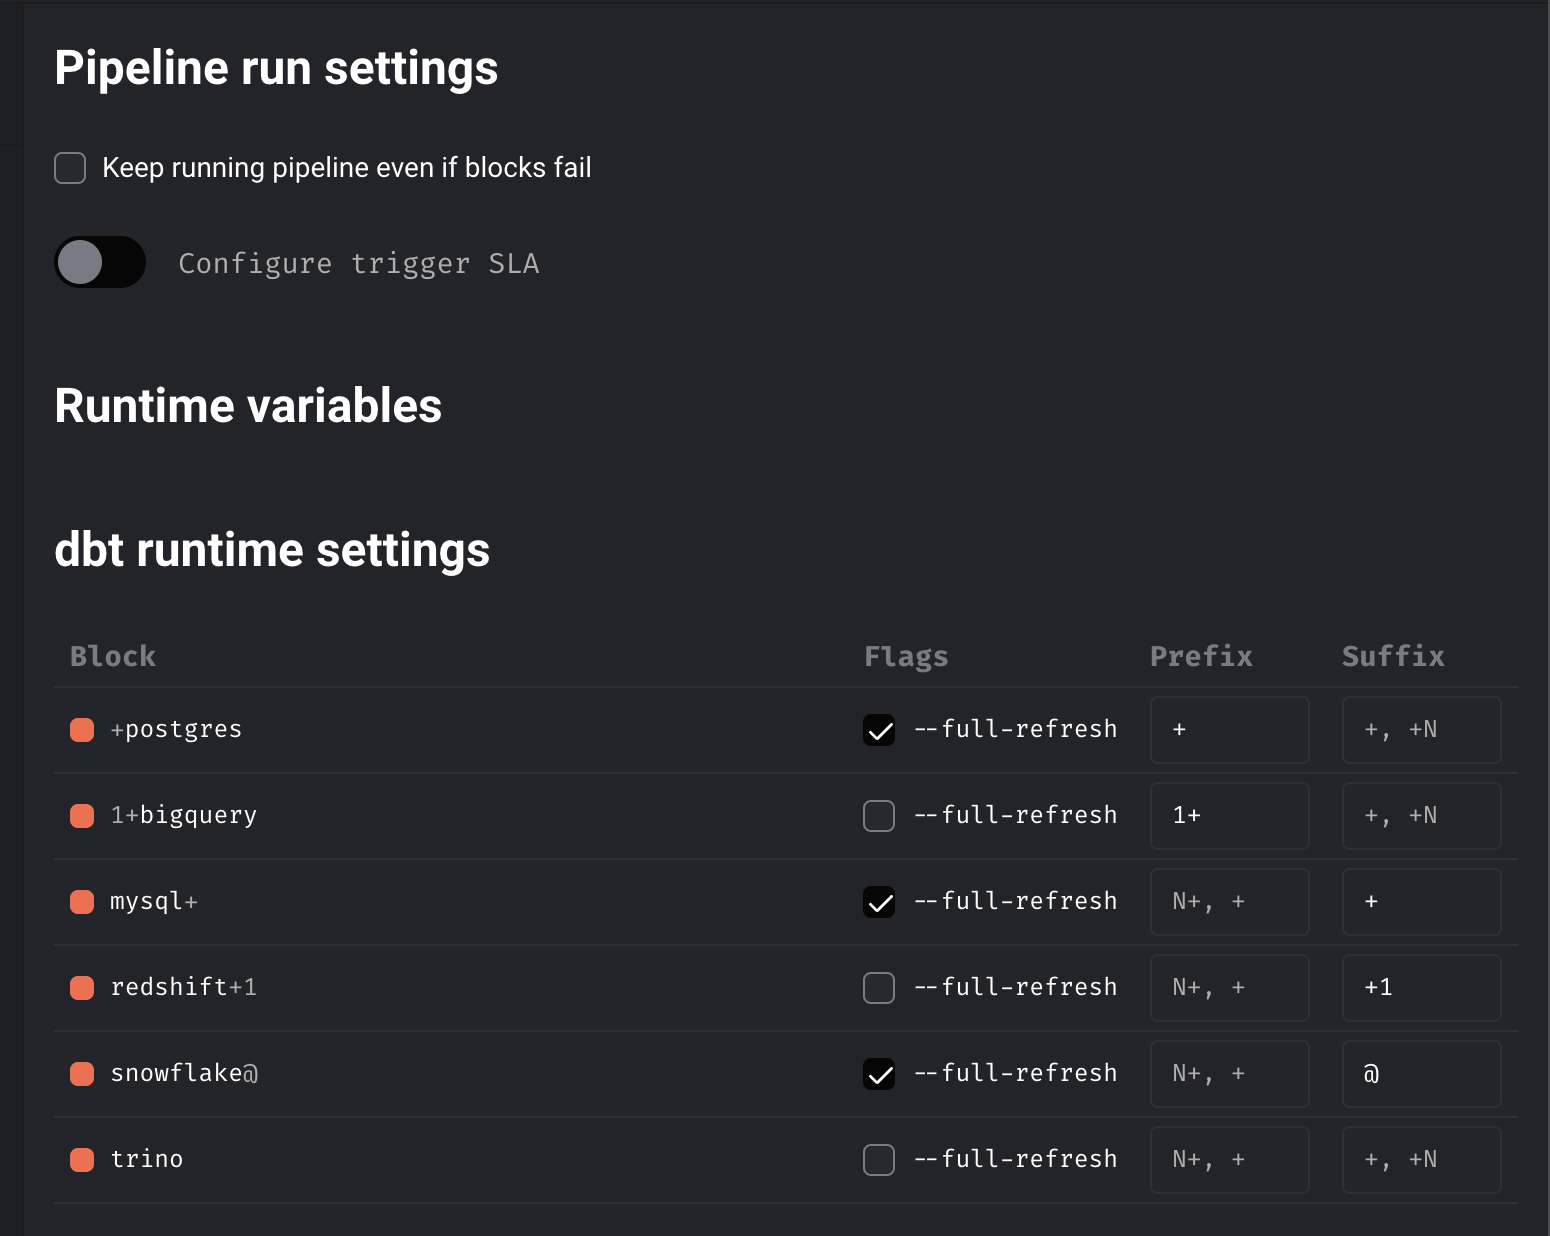 Pipeline run settings
Keep running pipeline even if blocks fail
Configure trigger SLA
Runtime variables
dbt runtime settings
Block Flags Prefix Suffix
+postgres --full-refresh + +, +N
1+bigquery --full-refresh 1+ +, +N
mysql+ --full-refresh N+, + +
redshift+1 --full-refresh N+, + +1
snowflake@ --full-refresh N+, + @
trino --full-refresh N+, + +, +N